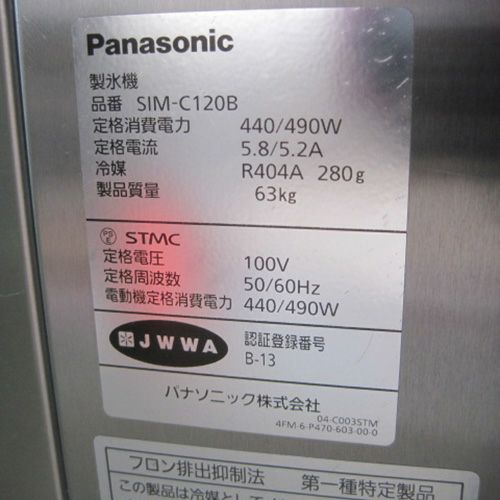 Panasonic
製氷機
品番 SIM-C120B
定格消費電力 440/490W
定格電流 5.8/5.2A
冷媒 R404A 280g
製品質量 63kg
PSE STMC
定格電圧 100V
定格周波数 50/60Hz
電動機定格消費電力 440/490W
水 JWWA 認証登録番号
B-13
パナソニック株式会社
04-C003STM
4FM-6-P470-603-00-0
フロン排出抑制法 第一種特定製品
この製品は冷媒として